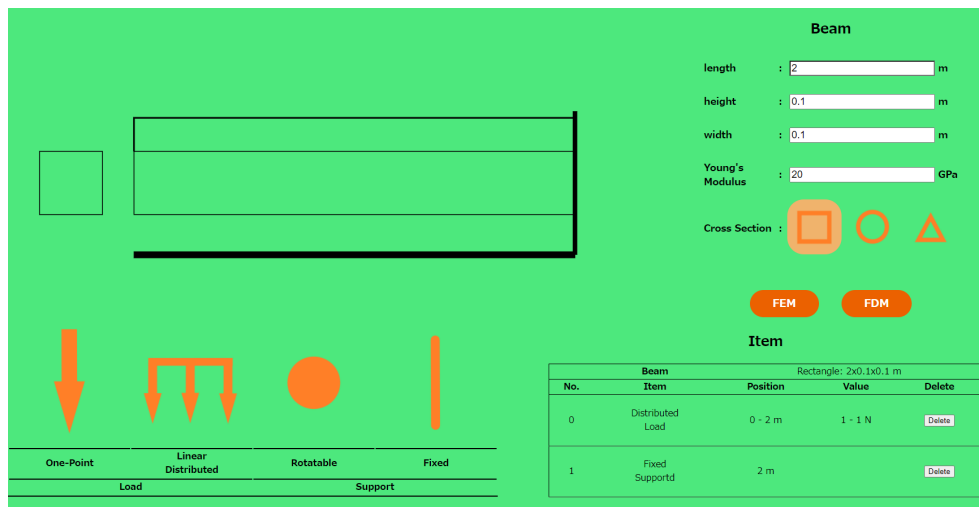 Beam
length : 2 m
height : 0.1 m
width : 0.1 m
Young's
Modulus : 20 GPa
Cross Section :
FEM FDM
Item
Beam Rectangle: 2x0.1x0.1 m
No. Item Position Value Delete
0 Distributed
Load 0 - 2 m 1 - 1 N Delete
1 Fixed
Supportd 2 m Delete
One-Point Linear
Distributed Rotatable Fixed
Load Support